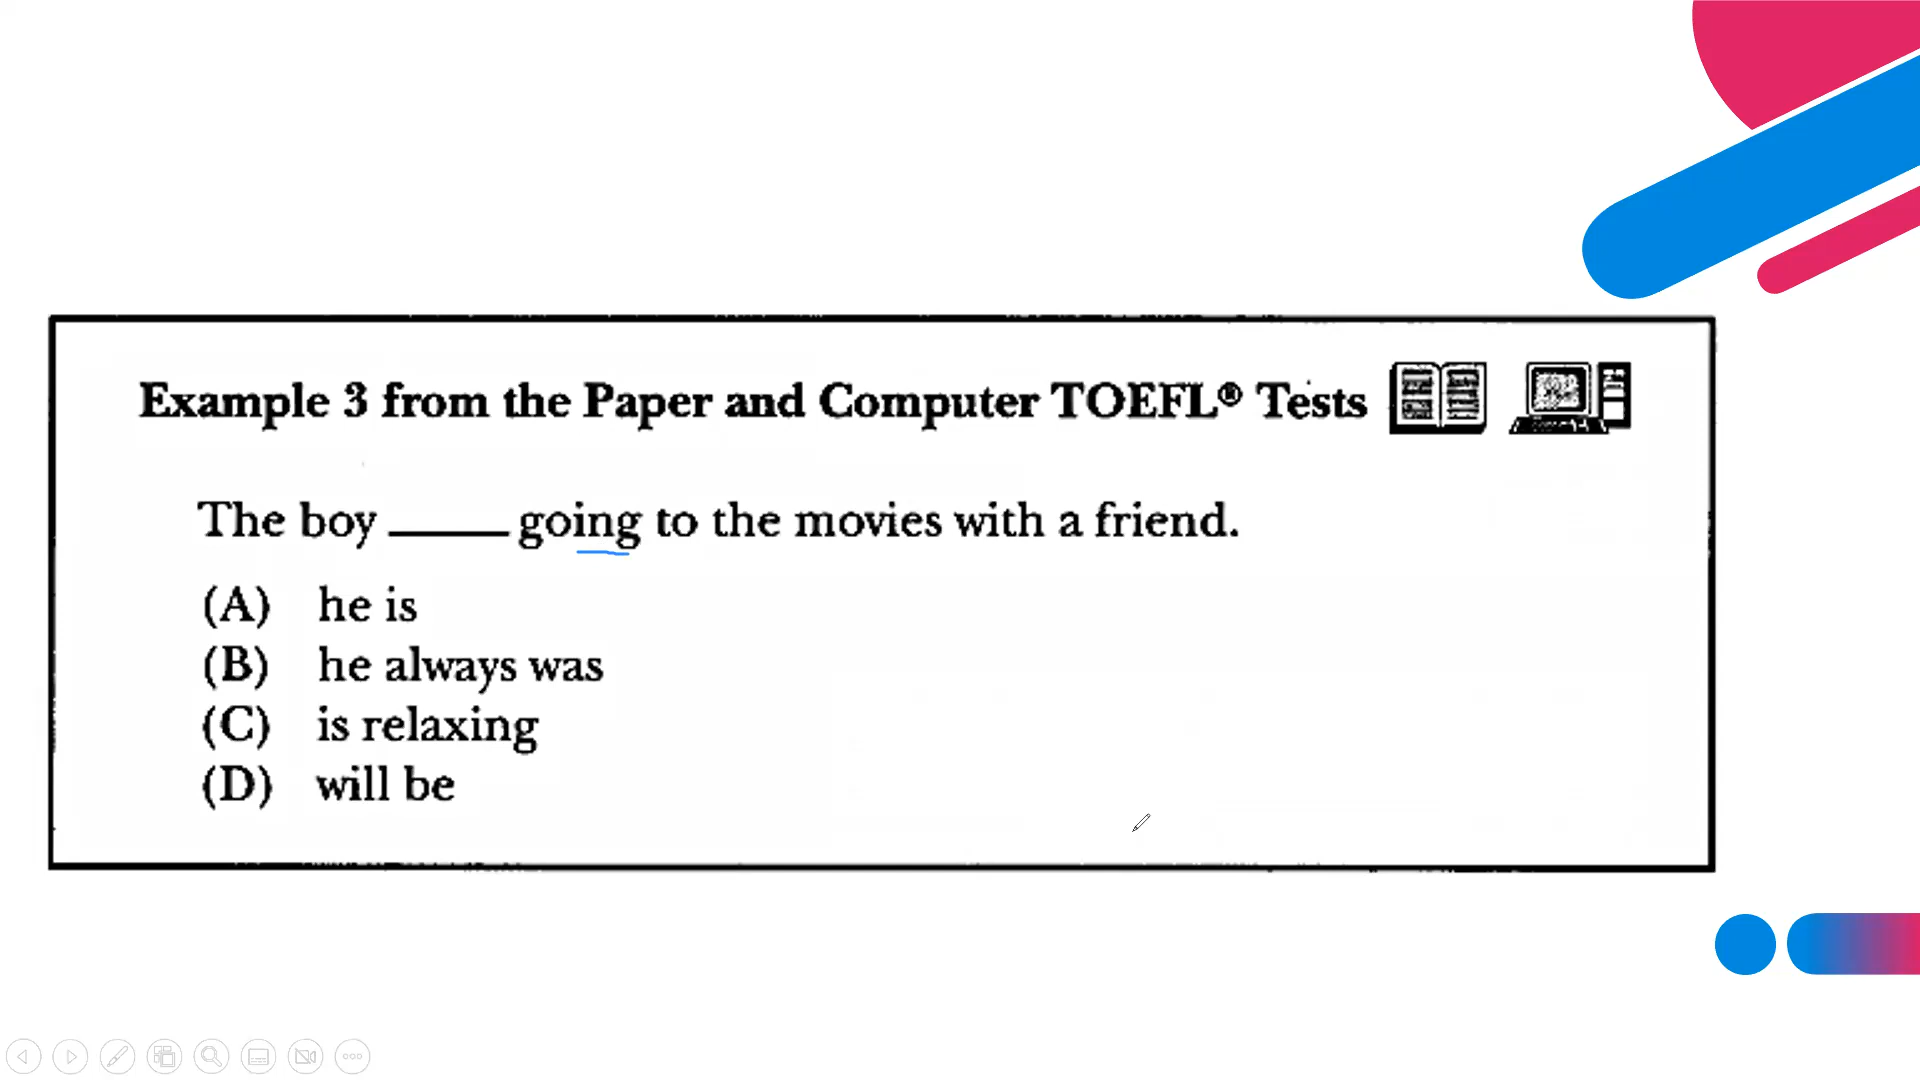 Example 3 from the Paper and Computer TOEFL® Tests
The boy _____ going to the movies with a friend.
(A) he is
(B) he always was
(C) is relaxing
(D) will be